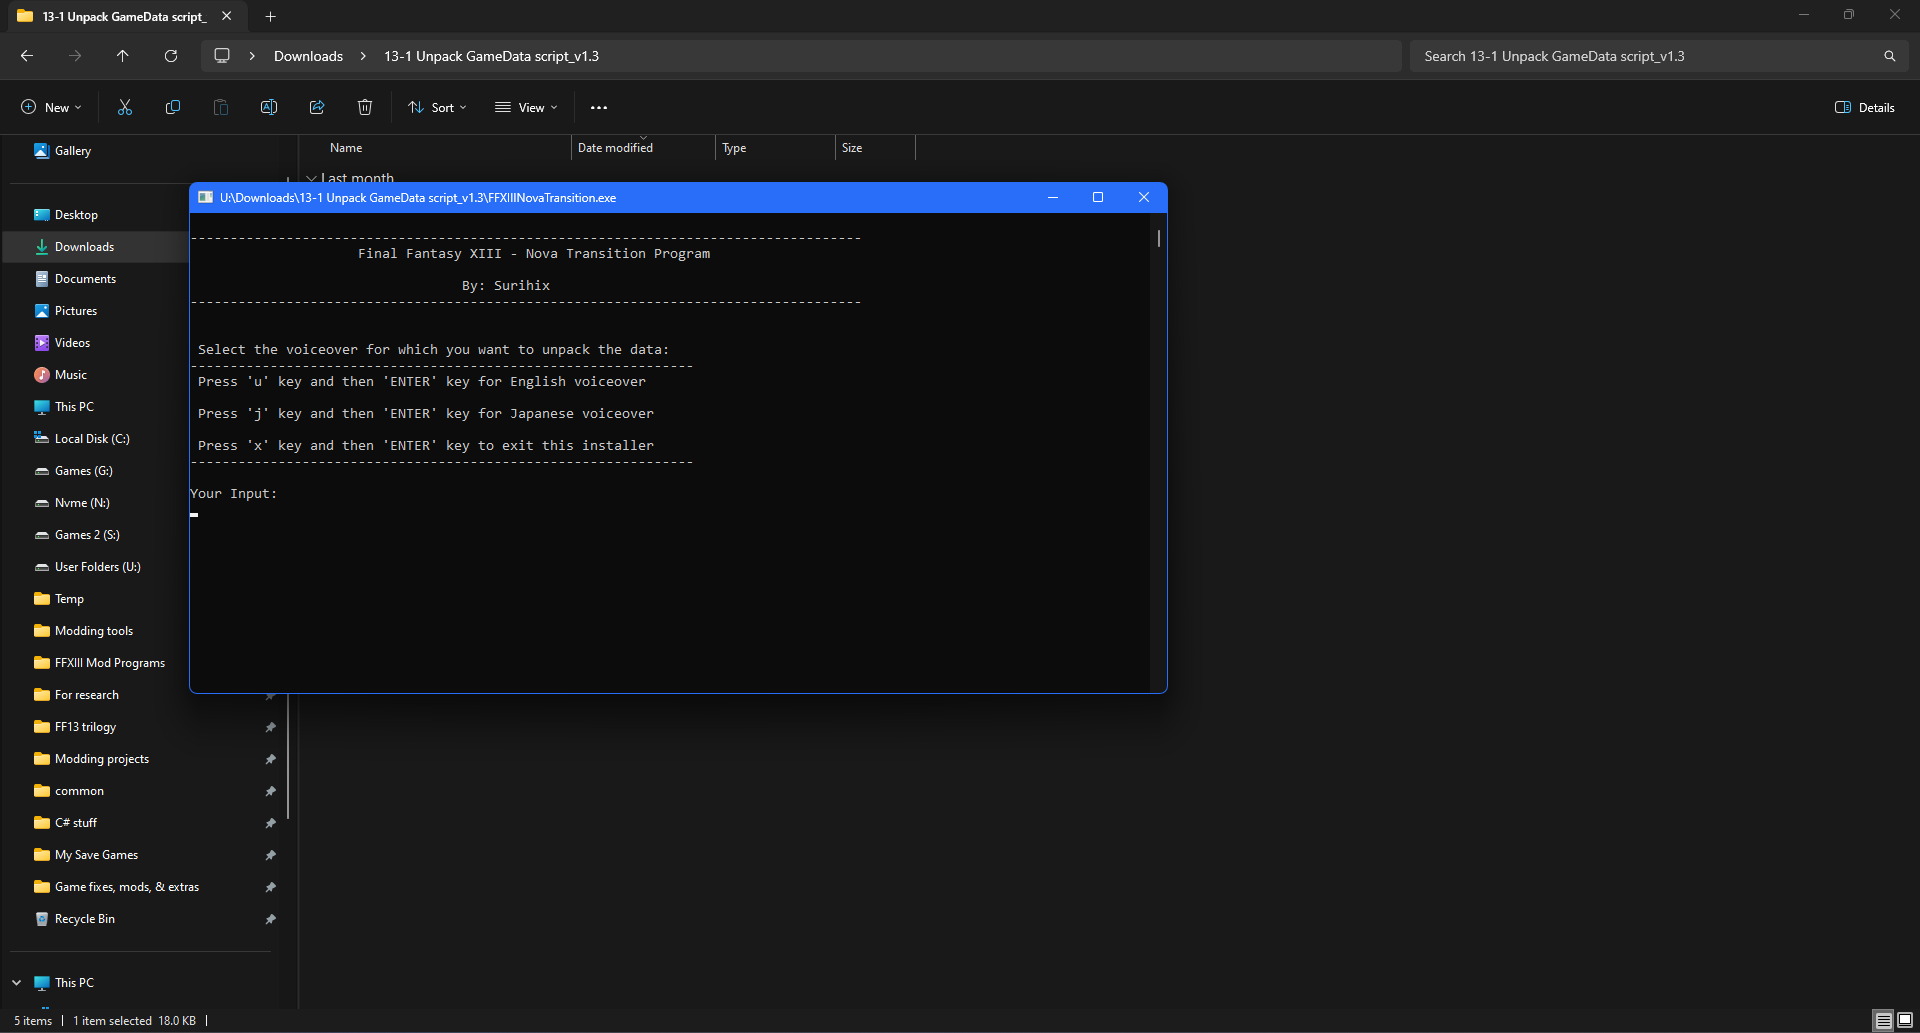 13-1 Unpack GameData script_
Downloads
13-1 Unpack GameData script_v1.3
Search 13-1 Unpack GameData script_v1.3
New
Sort
View
Details
Gallery
Desktop
Downloads
Documents
Pictures
Videos
Music
This PC
Local Disk (C:)
Games (G:)
Nvme (N:)
Games 2 (S:)
User Folders (U:)
Temp
Modding tools
FFXIII Mod Programs
For research
FF13 trilogy
Modding projects
common
C# stuff
My Save Games
Game fixes, mods, & extras
Recycle Bin
This PC
Name
Date modified
Type
Size
Last month
U:\Downloads\13-1 Unpack GameData script_v1.3\FFXIIINovaTransition.exe
--------------------------------------------------------------------------------
Final Fantasy XIII - Nova Transition Program
By: Surihix
--------------------------------------------------------------------------------
Select the voiceover for which you want to unpack the data:
---------------------------------------------------------------
Press 'u' key and then 'ENTER' key for English voiceover
Press 'j' key and then 'ENTER' key for Japanese voiceover
Press 'x' key and then 'ENTER' key to exit this installer
---------------------------------------------------------------
Your Input:
5 items
1 item selected 18.0 KB